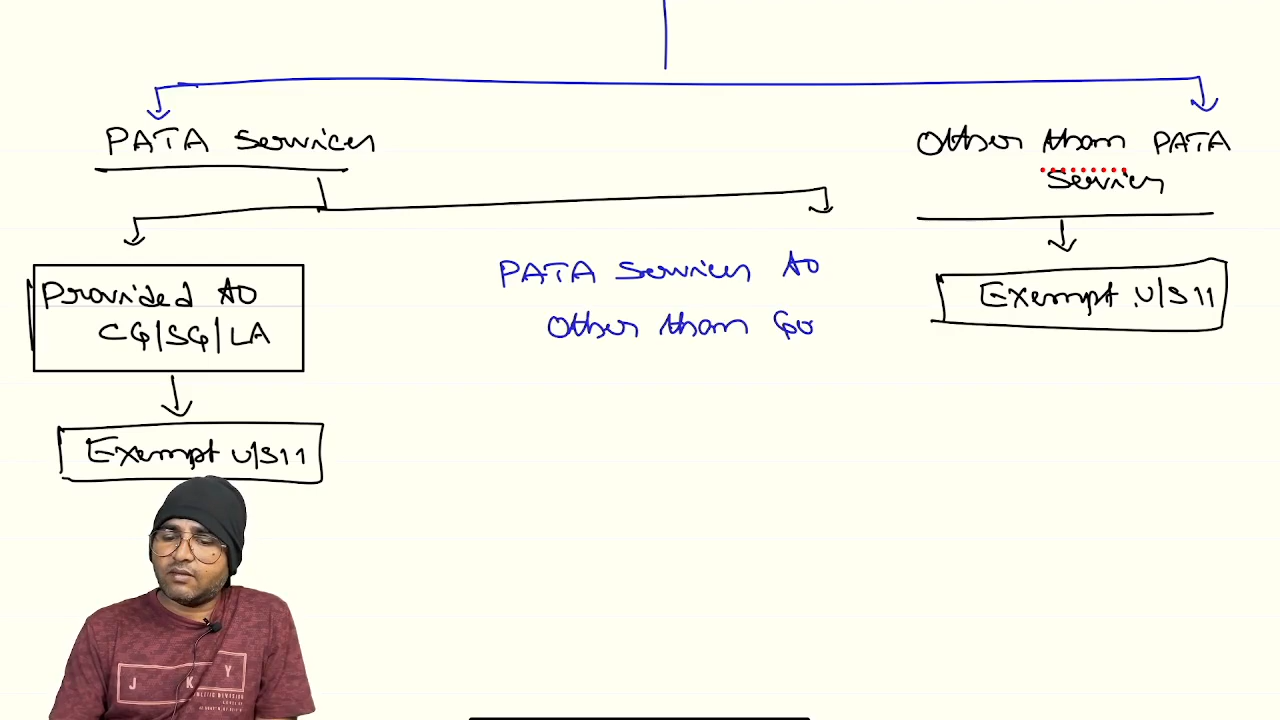 PATA Services
Other than PATA
Services
Provided to
CG/SG/LA
PATA Services to
Other than Go
Exempt U/S 11
Exempt U/S 11
J K Y